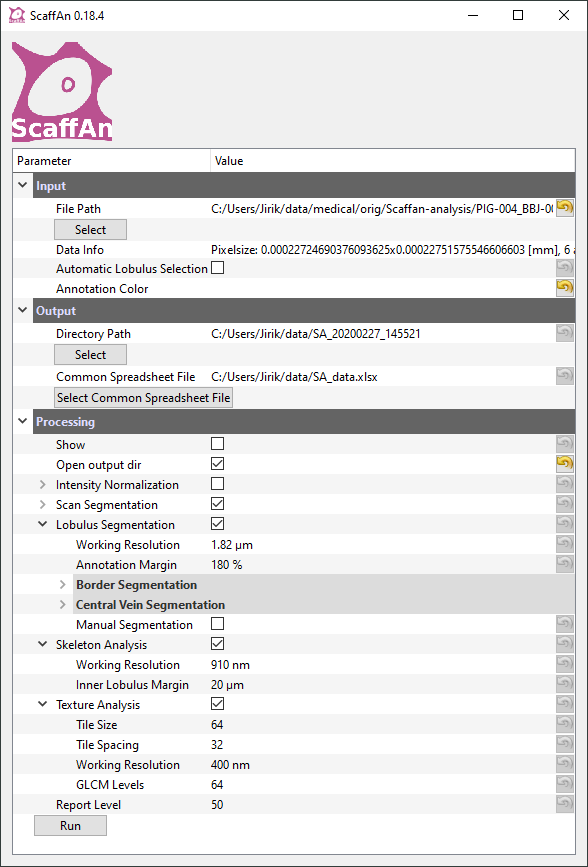 ScaffAn 0.18.4
ScaffAn
Parameter Value
Input
File Path C:/Users/Jirik/data/medical/orig/Scaffan-analysis/PIG-004_BBJ-0
Select
Data Info Pixelsize: 0.00022724690376093625x0.00022751575546606603 [mm], 6
Automatic Lobulus Selection
Annotation Color
Output
Directory Path C:/Users/Jirik/data/SA_20200227_145521
Select
Common Spreadsheet File C:/Users/Jirik/data/SA_data.xlsx
Select Common Spreadsheet File
Processing
Show
Open output dir
Intensity Normalization
Scan Segmentation
Lobulus Segmentation
Working Resolution 1.82 µm
Annotation Margin 180 %
Border Segmentation
Central Vein Segmentation
Manual Segmentation
Skeleton Analysis
Working Resolution 910 nm
Inner Lobulus Margin 20 µm
Texture Analysis
Tile Size 64
Tile Spacing 32
Working Resolution 400 nm
GLCM Levels 64
Report Level 50
Run